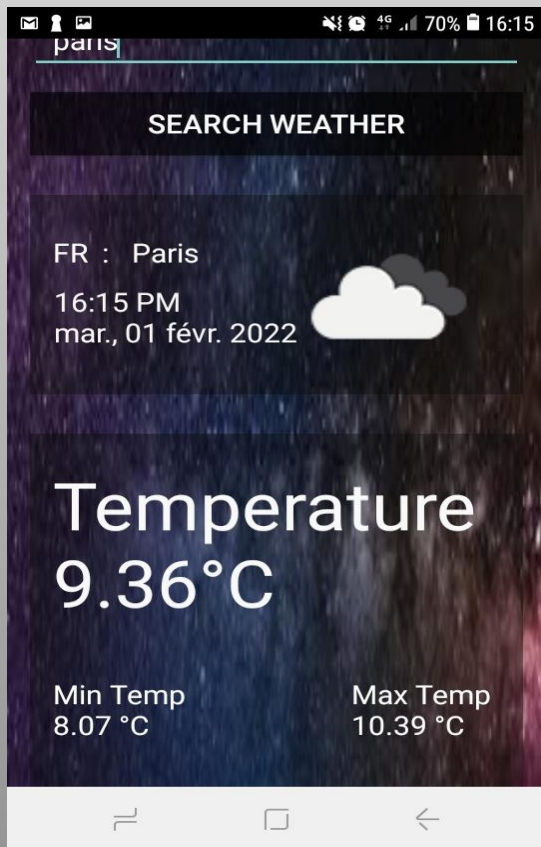 4G 70% 16:15
paris
SEARCH WEATHER
FR : Paris
16:15 PM
mar., 01 févr. 2022
Temperature
9.36°C
Min Temp Max Temp
8.07 °C 10.39 °C